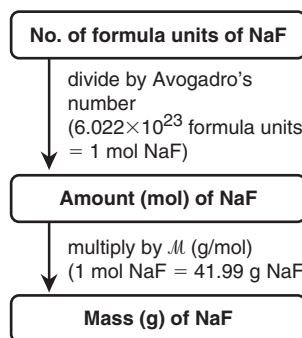 No. of formula units of NaF
divide by Avogadro's
number
(6.022×10²³ formula units
= 1 mol NaF)
Amount (mol) of NaF
multiply by ℳ (g/mol)
(1 mol NaF = 41.99 g NaF
Mass (g) of NaF